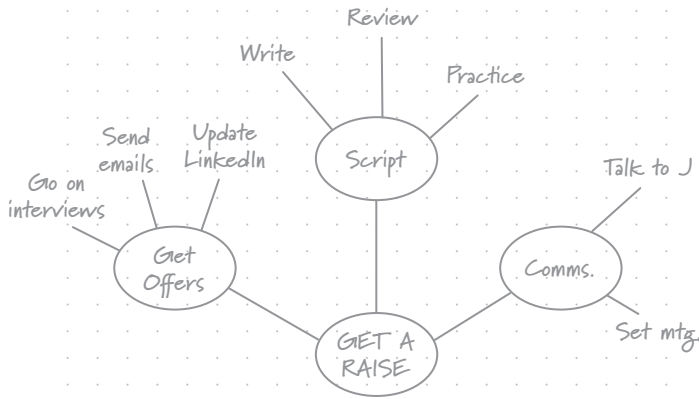 Review
Write
Practice
Script
Send
emails
Update
LinkedIn
Go on
interviews
Talk to J
Get
Offers
Comms.
Set mtg.
GET A
RAISE